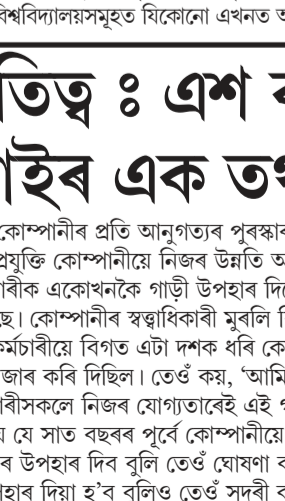 বিশ্ববিদ্যালয়সমূহত যিকোনো এখনত
তিত্ব ঃ এশ
াইৰ এক
কোম্পানীৰ প্ৰতি আনুগত্যৰ পুৰস্কাৰ
প্ৰযুক্তি কোম্পানীয়ে নিজৰ উন্নতি
াৰীক একোখনকৈ গাড়ী উপহাৰ
ছে। কোম্পানীৰ স্বত্ত্বাধিকাৰী মুৰলি
কৰ্মচাৰীয়ে বিগত এটা দশক ধৰি
জাৰ কৰি দিছিল। তেওঁ কয়, ‘আমি
াৰীসকলে নিজৰ যোগ্যতাৰেই এই
যে সাত বছৰৰ পূৰ্বে কোম্পানীয়ে
ৰ উপহাৰ দিব বুলি তেওঁ ঘোষণা
হাৰ দিয়া হ’ব বুলিও তেওঁ সদৰী